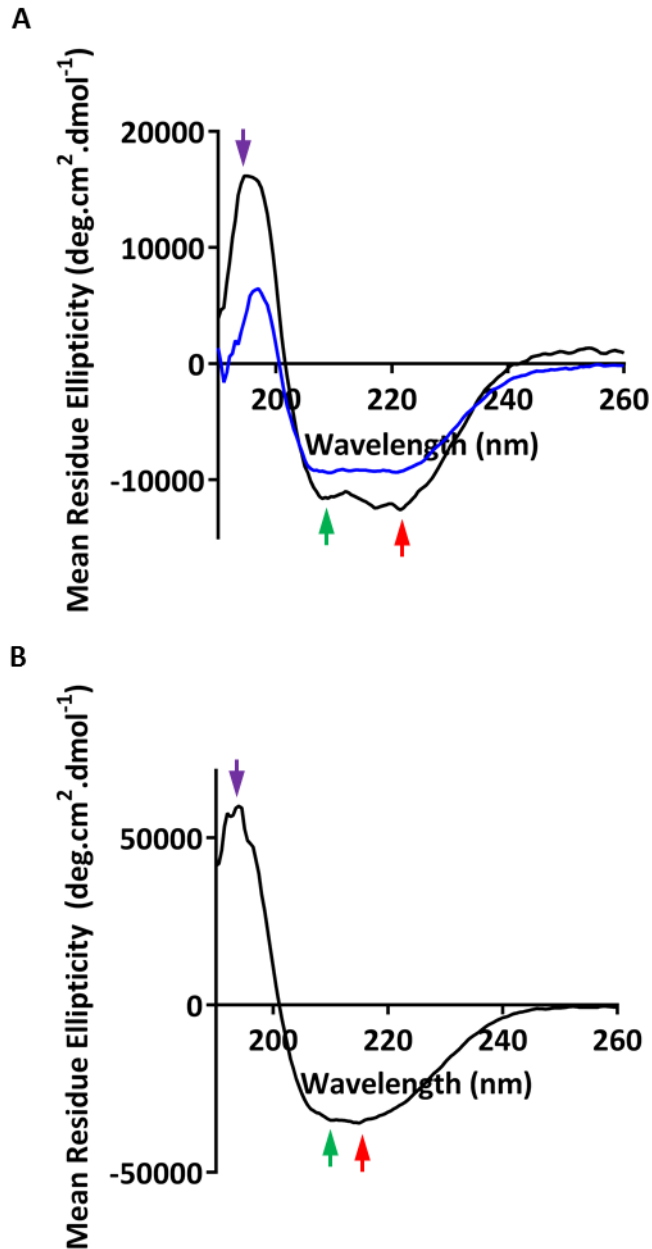 A
Mean Residue Ellipticity (deg.cm² .dmol⁻¹)
20000
10000
0
-10000
200
220
240
260
Wavelength (nm)
B
Mean Residue Ellipticity (deg.cm² .dmol⁻¹)
50000
0
-50000
200
220
240
260
Wavelength (nm)